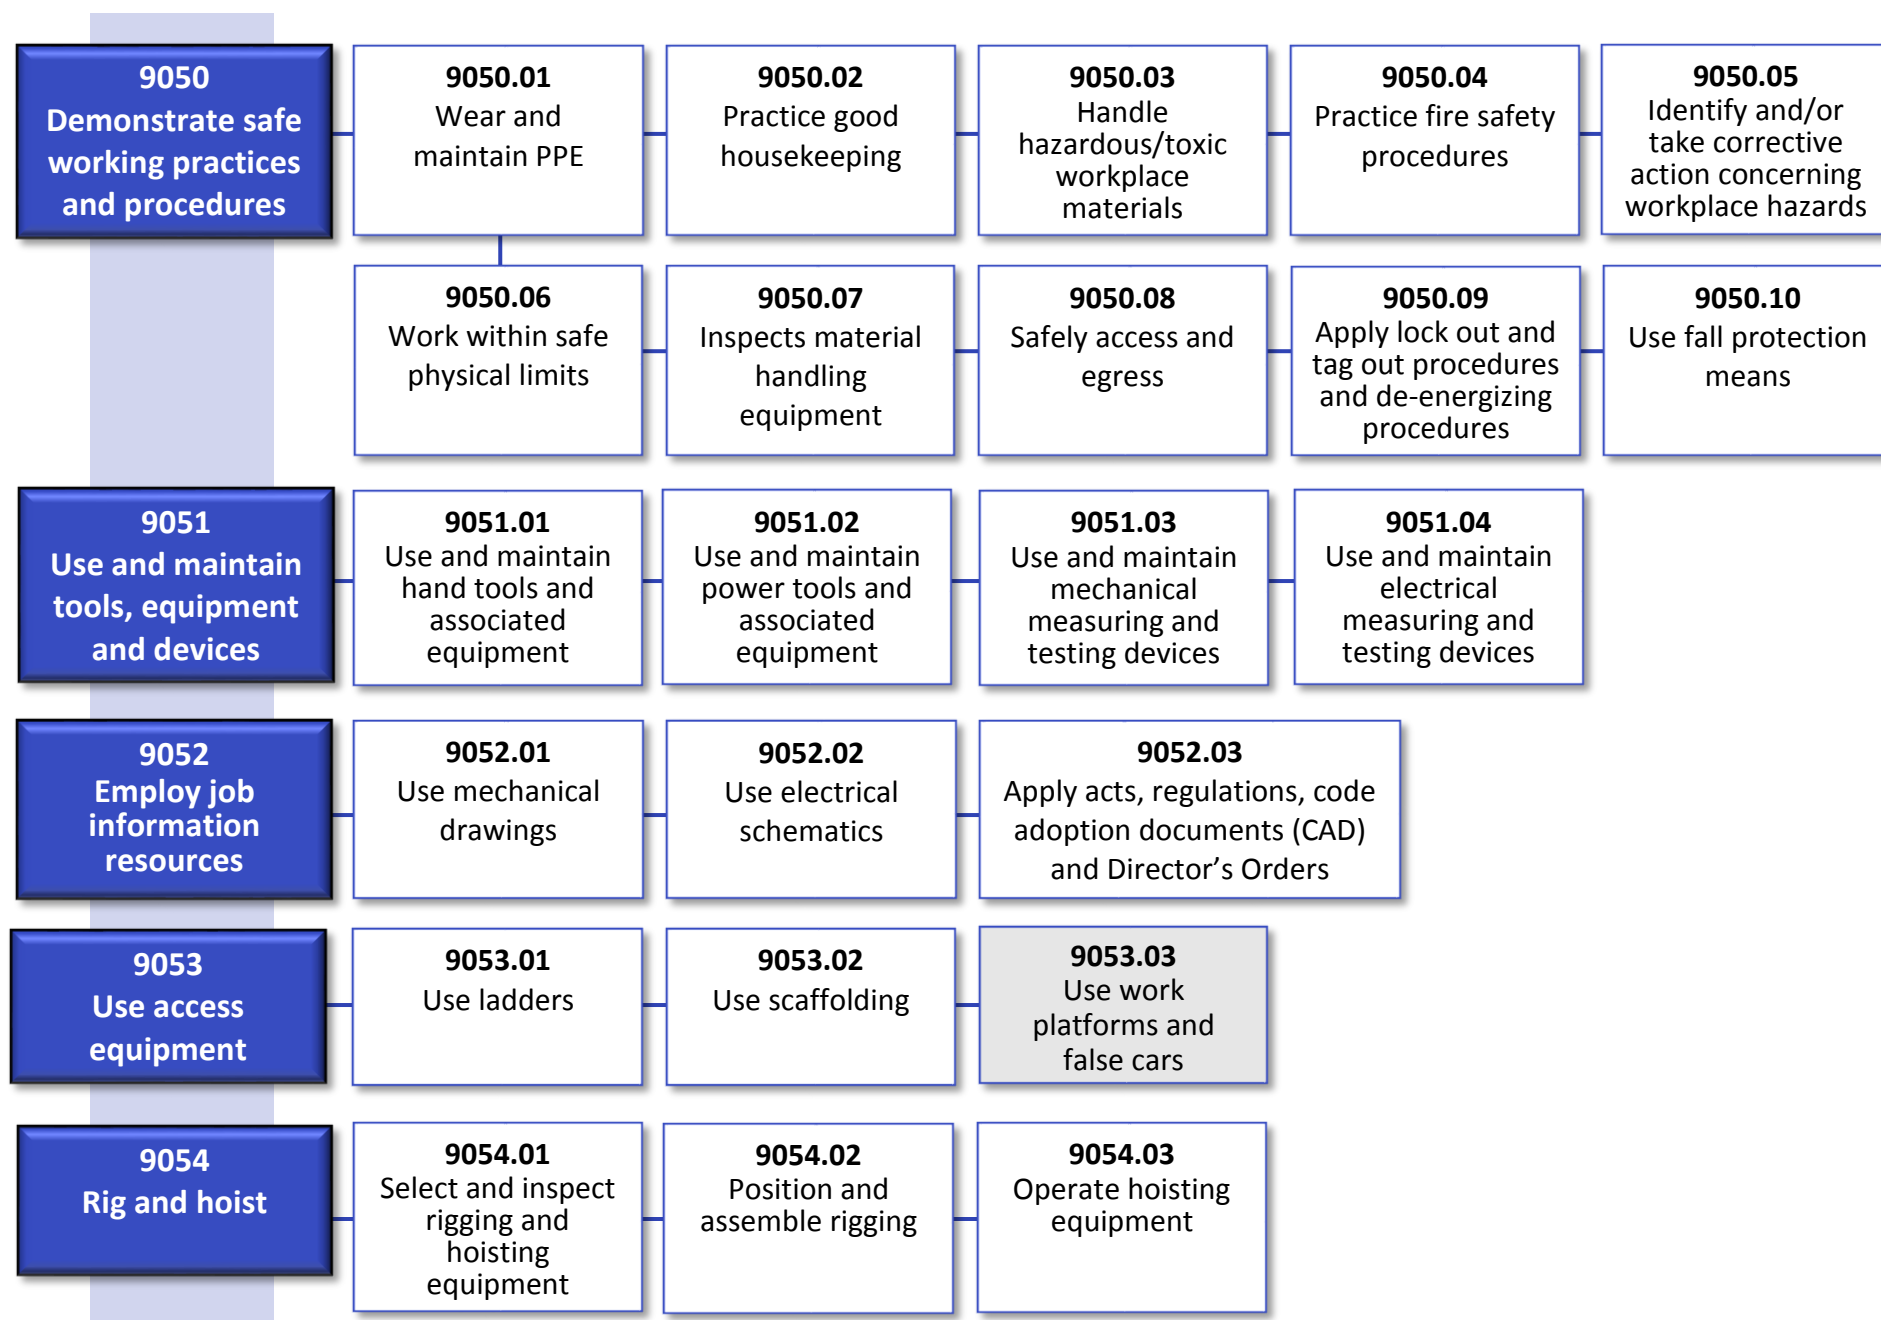 9050
Demonstrate safe
working practices
and procedures
9050.01
Wear and
maintain PPE
9050.02
Practice good
housekeeping
9050.03
Handle
hazardous/toxic
workplace
materials
9050.04
Practice fire safety
procedures
9050.05
Identify and/or
take corrective
action concerning
workplace hazards
9050.06
Work within safe
physical limits
9050.07
Inspects material
handling
equipment
9050.08
Safely access and
egress
9050.09
Apply lock out and
tag out procedures
and de-energizing
procedures
9050.10
Use fall protection
means
9051
Use and maintain
tools, equipment
and devices
9051.01
Use and maintain
hand tools and
associated
equipment
9051.02
Use and maintain
power tools and
associated
equipment
9051.03
Use and maintain
mechanical
measuring and
testing devices
9051.04
Use and maintain
electrical
measuring and
testing devices
9052
Employ job
information
resources
9052.01
Use mechanical
drawings
9052.02
Use electrical
schematics
9052.03
Apply acts, regulations, code
adoption documents (CAD)
and Director’s Orders
9053
Use access
equipment
9053.01
Use ladders
9053.02
Use scaffolding
9053.03
Use work
platforms and
false cars
9054
Rig and hoist
9054.01
Select and inspect
rigging and
hoisting
equipment
9054.02
Position and
assemble rigging
9054.03
Operate hoisting
equipment